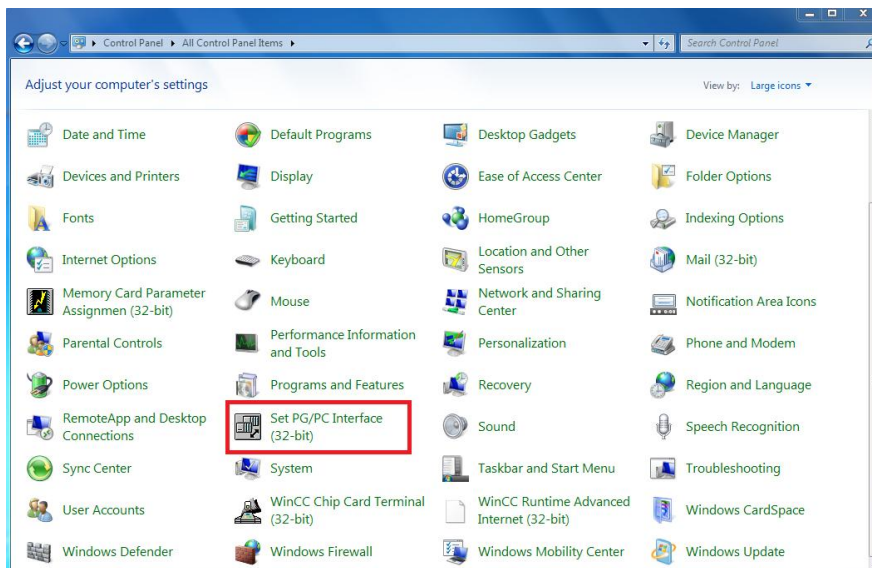 Control Panel ▸ All Control Panel Items ▸
Search Control Panel
Adjust your computer's settings
View by: Large icons
Date and Time
Default Programs
Desktop Gadgets
Device Manager
Devices and Printers
Display
Ease of Access Center
Folder Options
Fonts
Getting Started
HomeGroup
Indexing Options
Internet Options
Keyboard
Location and Other
Sensors
Mail (32-bit)
Memory Card Parameter
Assignmen (32-bit)
Mouse
Network and Sharing
Center
Notification Area Icons
Parental Controls
Performance Information
and Tools
Personalization
Phone and Modem
Power Options
Programs and Features
Recovery
Region and Language
RemoteApp and Desktop
Connections
Set PG/PC Interface
(32-bit)
Sound
Speech Recognition
Sync Center
System
Taskbar and Start Menu
Troubleshooting
User Accounts
WinCC Chip Card Terminal
(32-bit)
WinCC Runtime Advanced
Internet (32-bit)
Windows CardSpace
Windows Defender
Windows Firewall
Windows Mobility Center
Windows Update